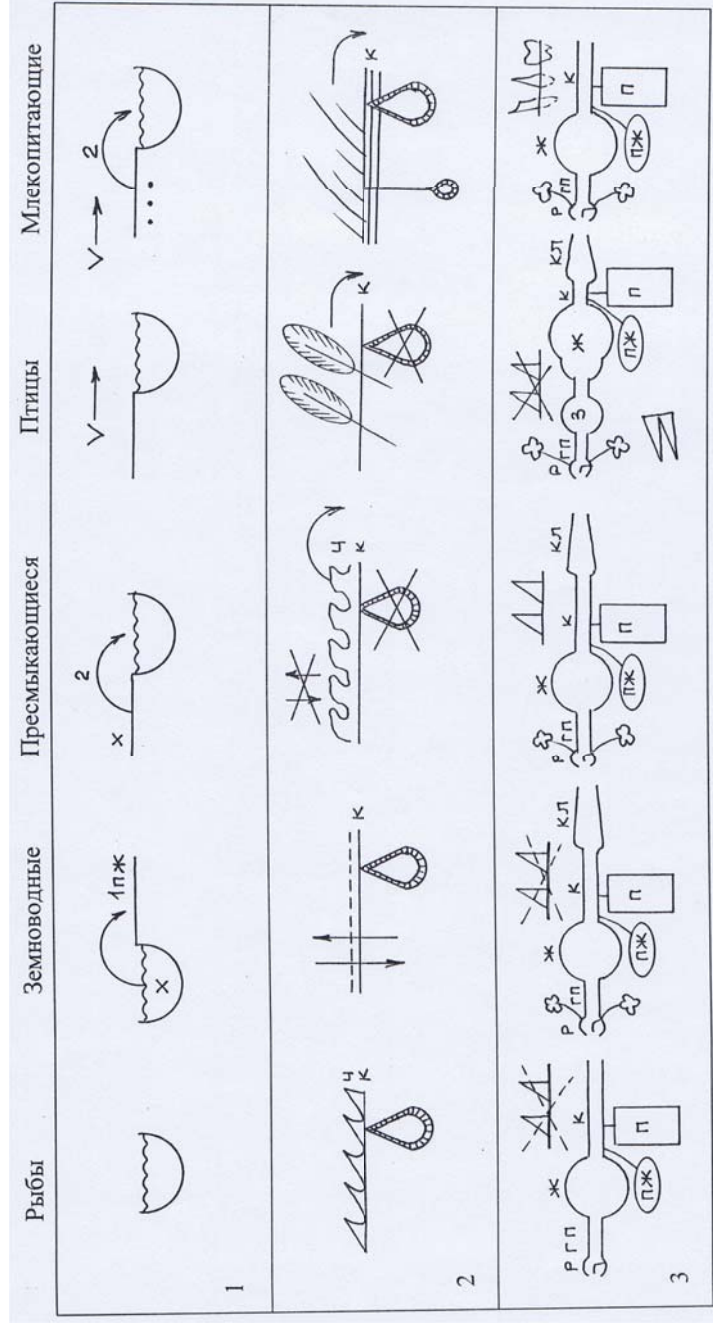 Рыбы Земноводные Пресмыкающиеся Птицы Млекопитающие
1 х 1пж х 2 V V 2
2 Ч К К Ч К К К
3 Р ГП Ж К П ПЖ
Р ГП Ж К КЛ П ПЖ
Р ГП Ж К КЛ П ПЖ
Р ГП З Ж К КЛ П ПЖ
Р ГП Ж К П ПЖ